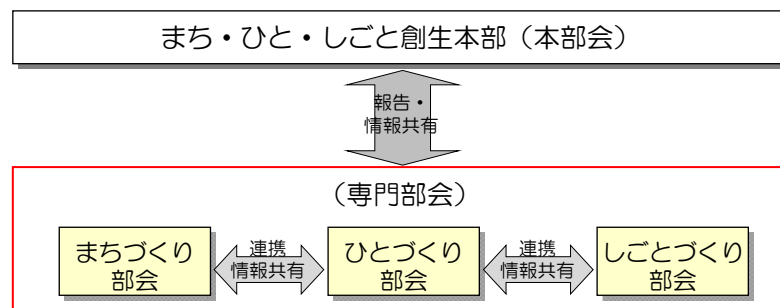 まち・ひと・しごと創生本部（本部会）
報告・
情報共有
（専門部会）
まちづくり
部会
連携
情報共有
ひとづくり
部会
連携
情報共有
しごとづくり
部会